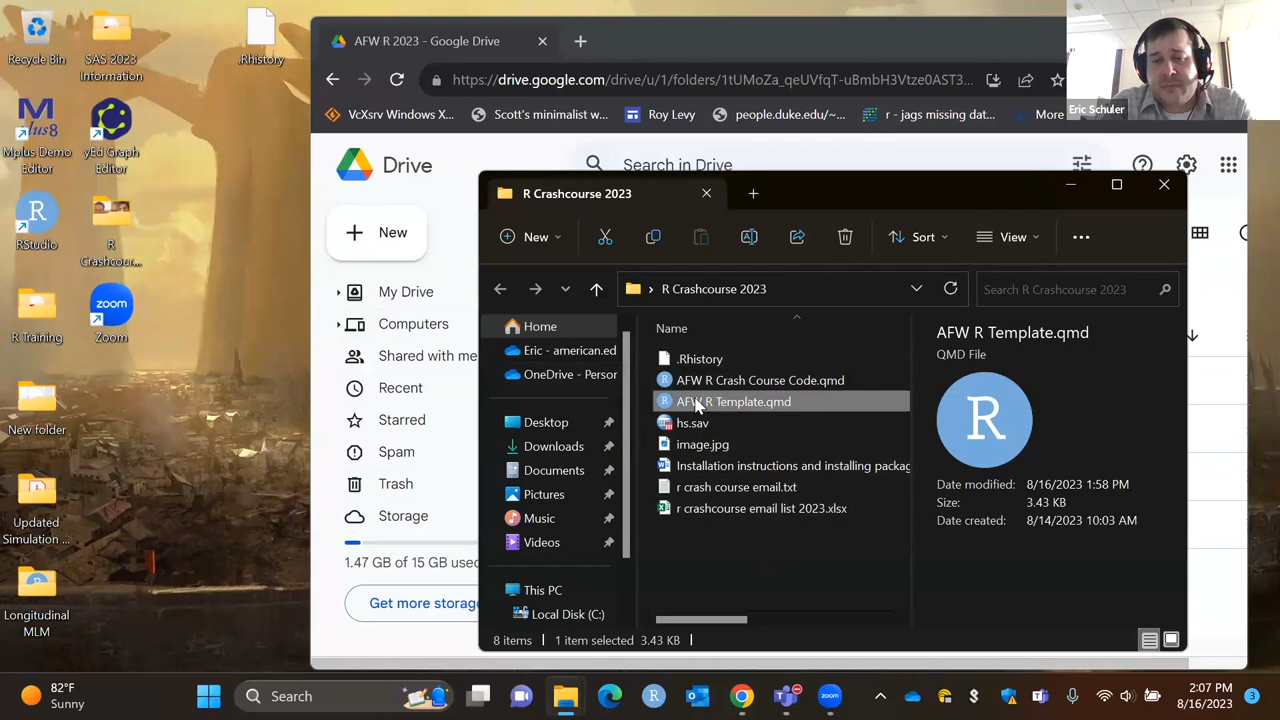 Recycle Bin
SAS 2023
Information
.Rhistory
Mplus Demo
Editor
yEd Graph
Editor
RStudio
R
Crashcour...
R Training
Zoom
New folder
Updated
Simulation ...
Longitudinal
MLM
AFW R 2023 - Google Drive
https://drive.google.com/drive/u/1/folders/1tUMoZa_qeUVfqT-uBmbH3Vtze0AST3...
VcXsrv Windows X...
Scott's minimalist w...
Roy Levy
people.duke.edu/~...
r - jags missing dat...
More
Eric Schuler
Drive
Search in Drive
New
My Drive
Computers
Shared with me
Recent
Starred
Spam
Trash
Storage
1.47 GB of 15 GB used
Get more storage
R Crashcourse 2023
New
Sort
View
R Crashcourse 2023
Search R Crashcourse 2023
Home
Eric - american.ed
OneDrive - Person
Desktop
Downloads
Documents
Pictures
Music
Videos
This PC
Local Disk (C:)
Name
.Rhistory
AFW R Crash Course Code.qmd
AFW R Template.qmd
hs.sav
image.jpg
Installation instructions and installing packag
r crash course email.txt
r crashcourse email list 2023.xlsx
AFW R Template.qmd
QMD File
R
Date modified: 8/16/2023 1:58 PM
Size: 3.43 KB
Date created: 8/14/2023 10:03 AM
8 items
1 item selected 3.43 KB
82°F
Sunny
Search
2:07 PM
8/16/2023
3